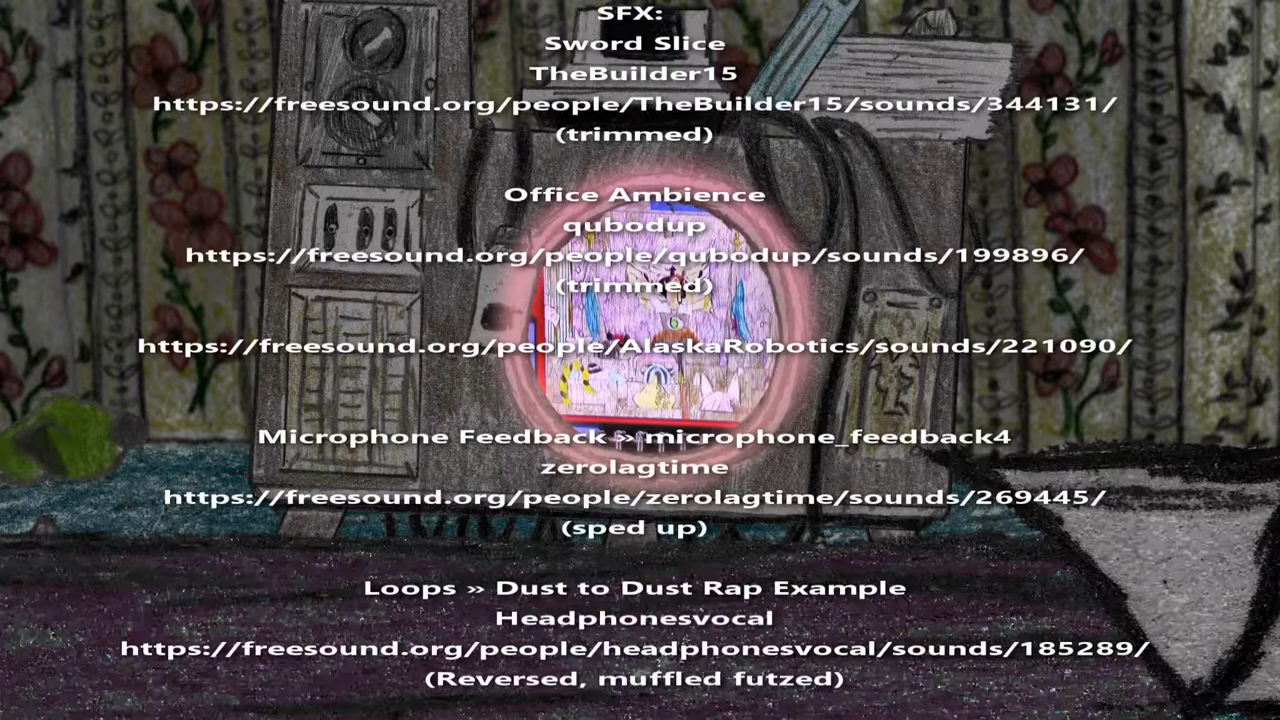 SFX:
Sword Slice
TheBuilder15
https://freesound.org/people/TheBuilder15/sounds/344131/
(trimmed)
Office Ambience
qubodup
https://freesound.org/people/qubodup/sounds/199896/
(trimmed)
https://freesound.org/people/AlaskaRobotics/sounds/221090/
Microphone Feedback » microphone_feedback4
zerolagtime
https://freesound.org/people/zerolagtime/sounds/269445/
(sped up)
Loops » Dust to Dust Rap Example
Headphonesvocal
https://freesound.org/people/headphonesvocal/sounds/185289/
(Reversed, muffled futzed)